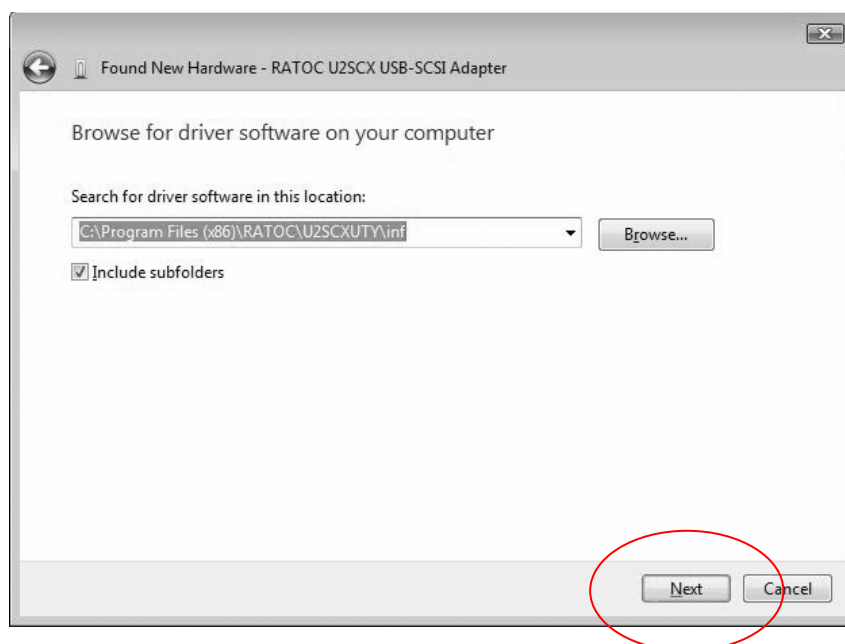 Found New Hardware - RATOC U2SCX USB-SCSI Adapter
Browse for driver software on your computer
Search for driver software in this location:
C:\Program Files (x86)\RATOC\U2SCXUTY\inf
Browse...
Include subfolders
Next
Cancel